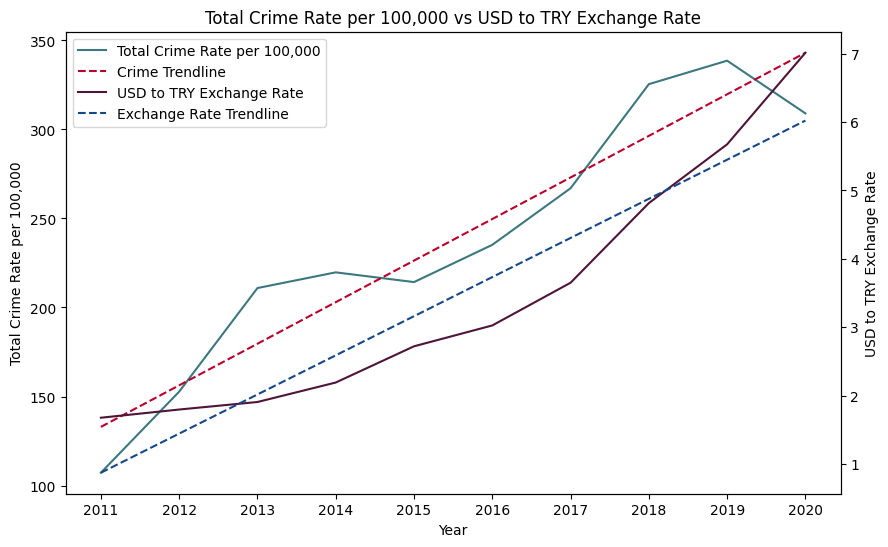 Total Crime Rate per 100,000 vs USD to TRY Exchange Rate
Total Crime Rate per 100,000
Crime Trendline
USD to TRY Exchange Rate
Exchange Rate Trendline
Total Crime Rate per 100,000
350
300
250
200
150
100
7
6
5
4
3
2
1
USD to TRY Exchange Rate
2011 2012 2013 2014 2015 2016 2017 2018 2019 2020
Year